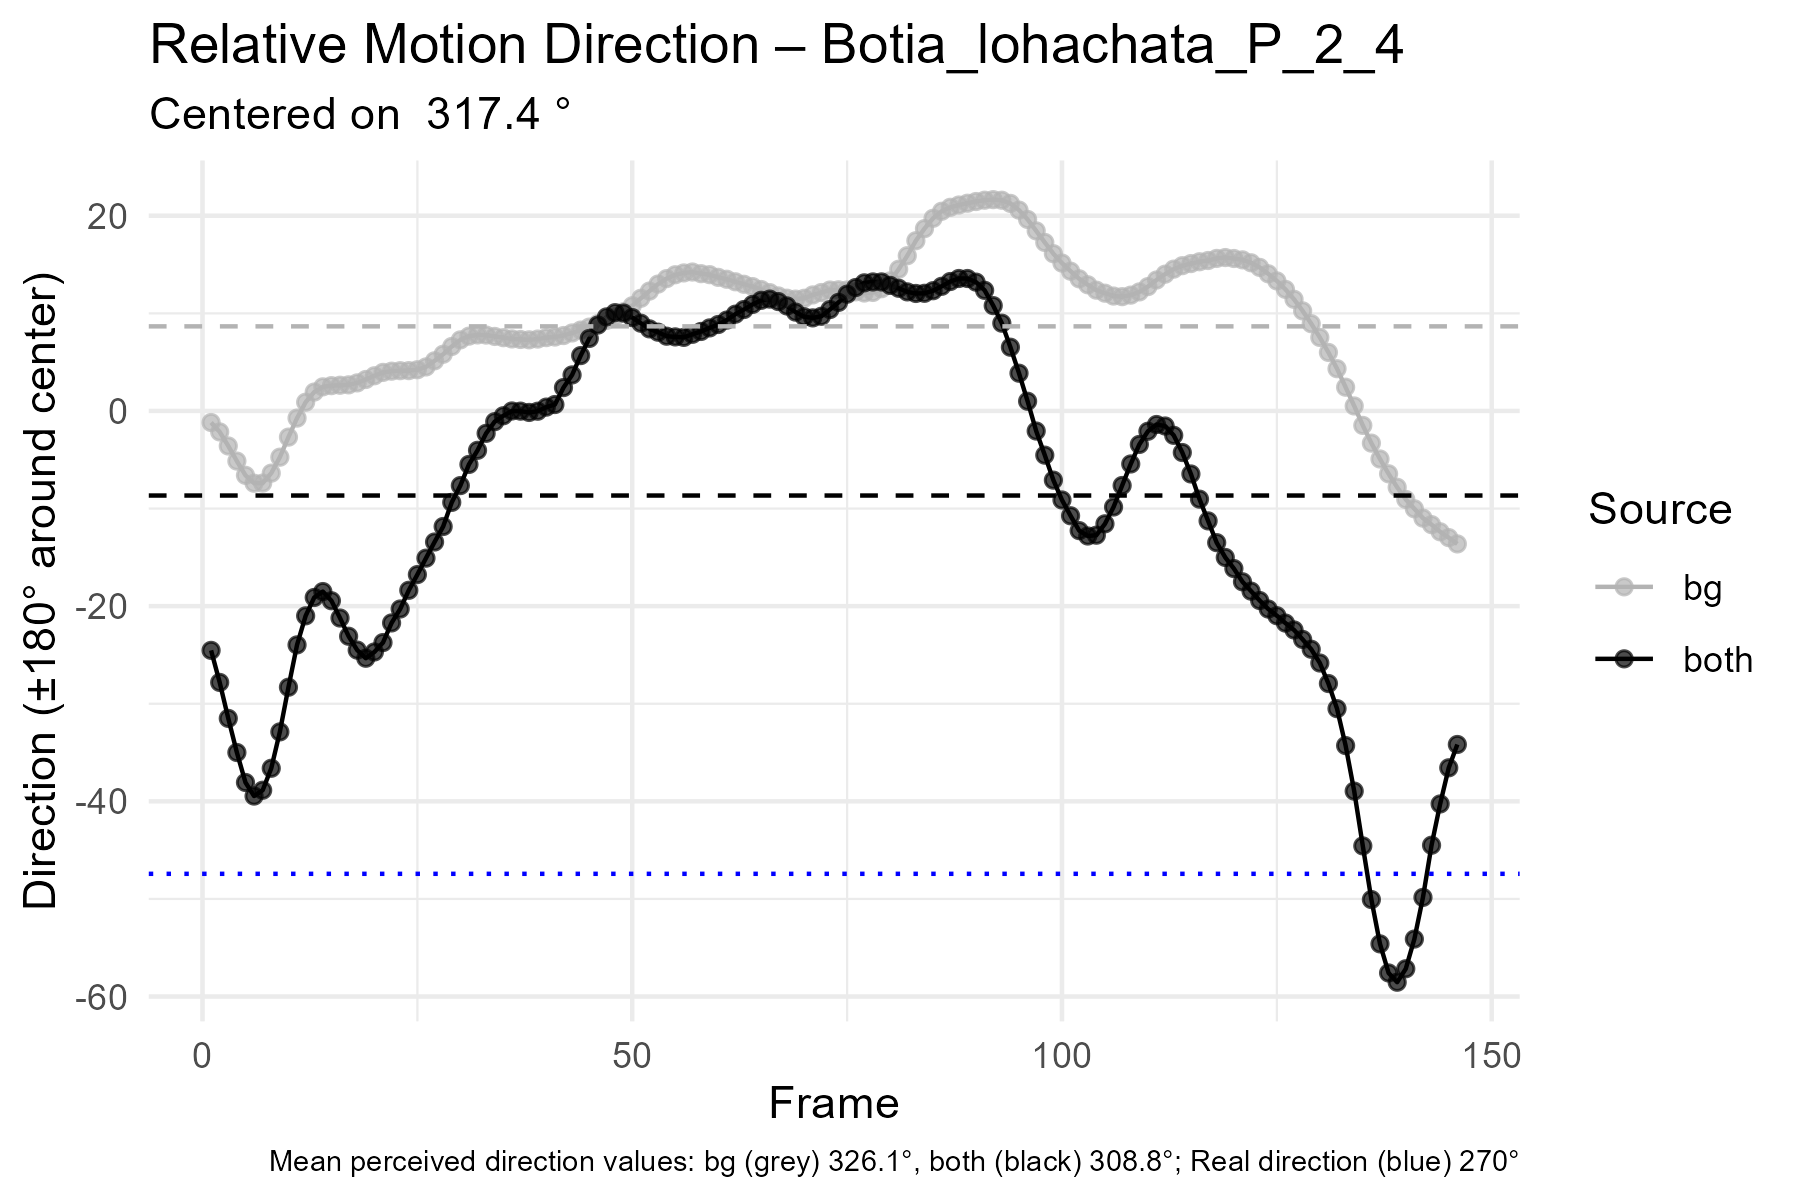 Relative Motion Direction – Botia_lohachata_P_2_4
Centered on  317.4 °
Direction (±180° around center)
20
0
-20
-40
-60
0
50
100
150
Frame
Source
bg
both
Mean perceived direction values: bg (grey) 326.1°, both (black) 308.8°; Real direction (blue) 270°